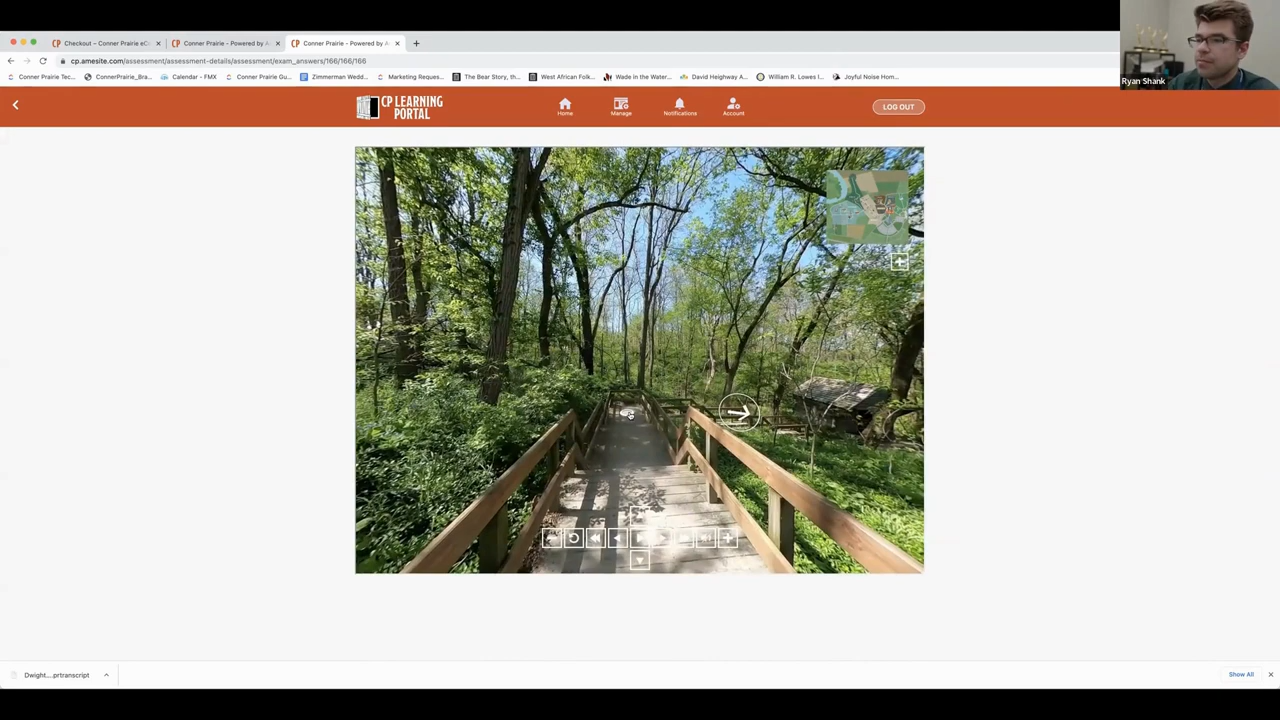 Checkout – Conner Prairie eCo
Conner Prairie - Powered by A
Conner Prairie - Powered by A
cp.amesite.com/assessment/assessment-details/assessment/exam_answers/166/166/166
Conner Prairie Tec...
ConnerPrairie_Bra...
Calendar - FMX
Conner Prairie Gu...
Zimmerman Wedd...
Marketing Reques...
The Bear Story, th...
West African Folk...
Wade in the Water...
David Heighway A...
William R. Lowes I...
Joyful Noise Hom...
Ryan Shank
CP LEARNING
PORTAL
Home
Manage
Notifications
Account
LOG OUT
Dwight....prtranscript
Show All